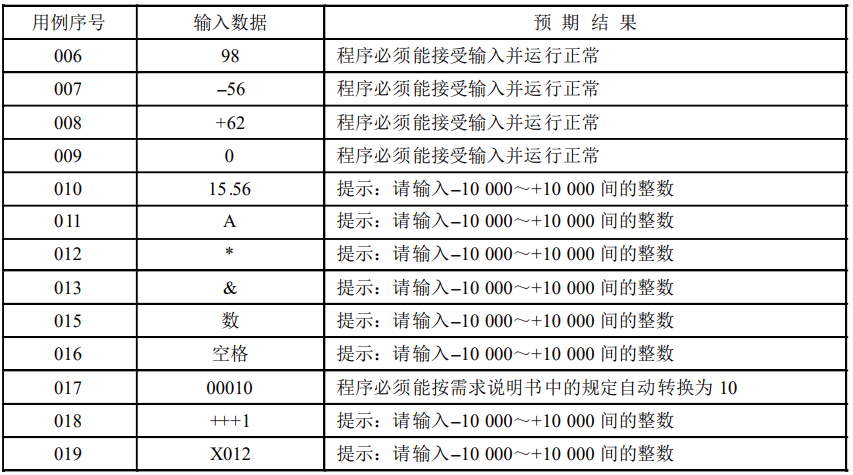 用例序号 输入数据 预期结果
006 98 程序必须能接受输入并运行正常
007 –56 程序必须能接受输入并运行正常
008 +62 程序必须能接受输入并运行正常
009 0 程序必须能接受输入并运行正常
010 15.56 提示：请输入–10 000～+10 000 间的整数
011 A 提示：请输入–10 000～+10 000 间的整数
012 * 提示：请输入–10 000～+10 000 间的整数
013 & 提示：请输入–10 000～+10 000 间的整数
015 数 提示：请输入–10 000～+10 000 间的整数
016 空格 提示：请输入–10 000～+10 000 间的整数
017 00010 程序必须能按需求说明书中的规定自动转换为 10
018 +++1 提示：请输入–10 000～+10 000 间的整数
019 X012 提示：请输入–10 000～+10 000 间的整数